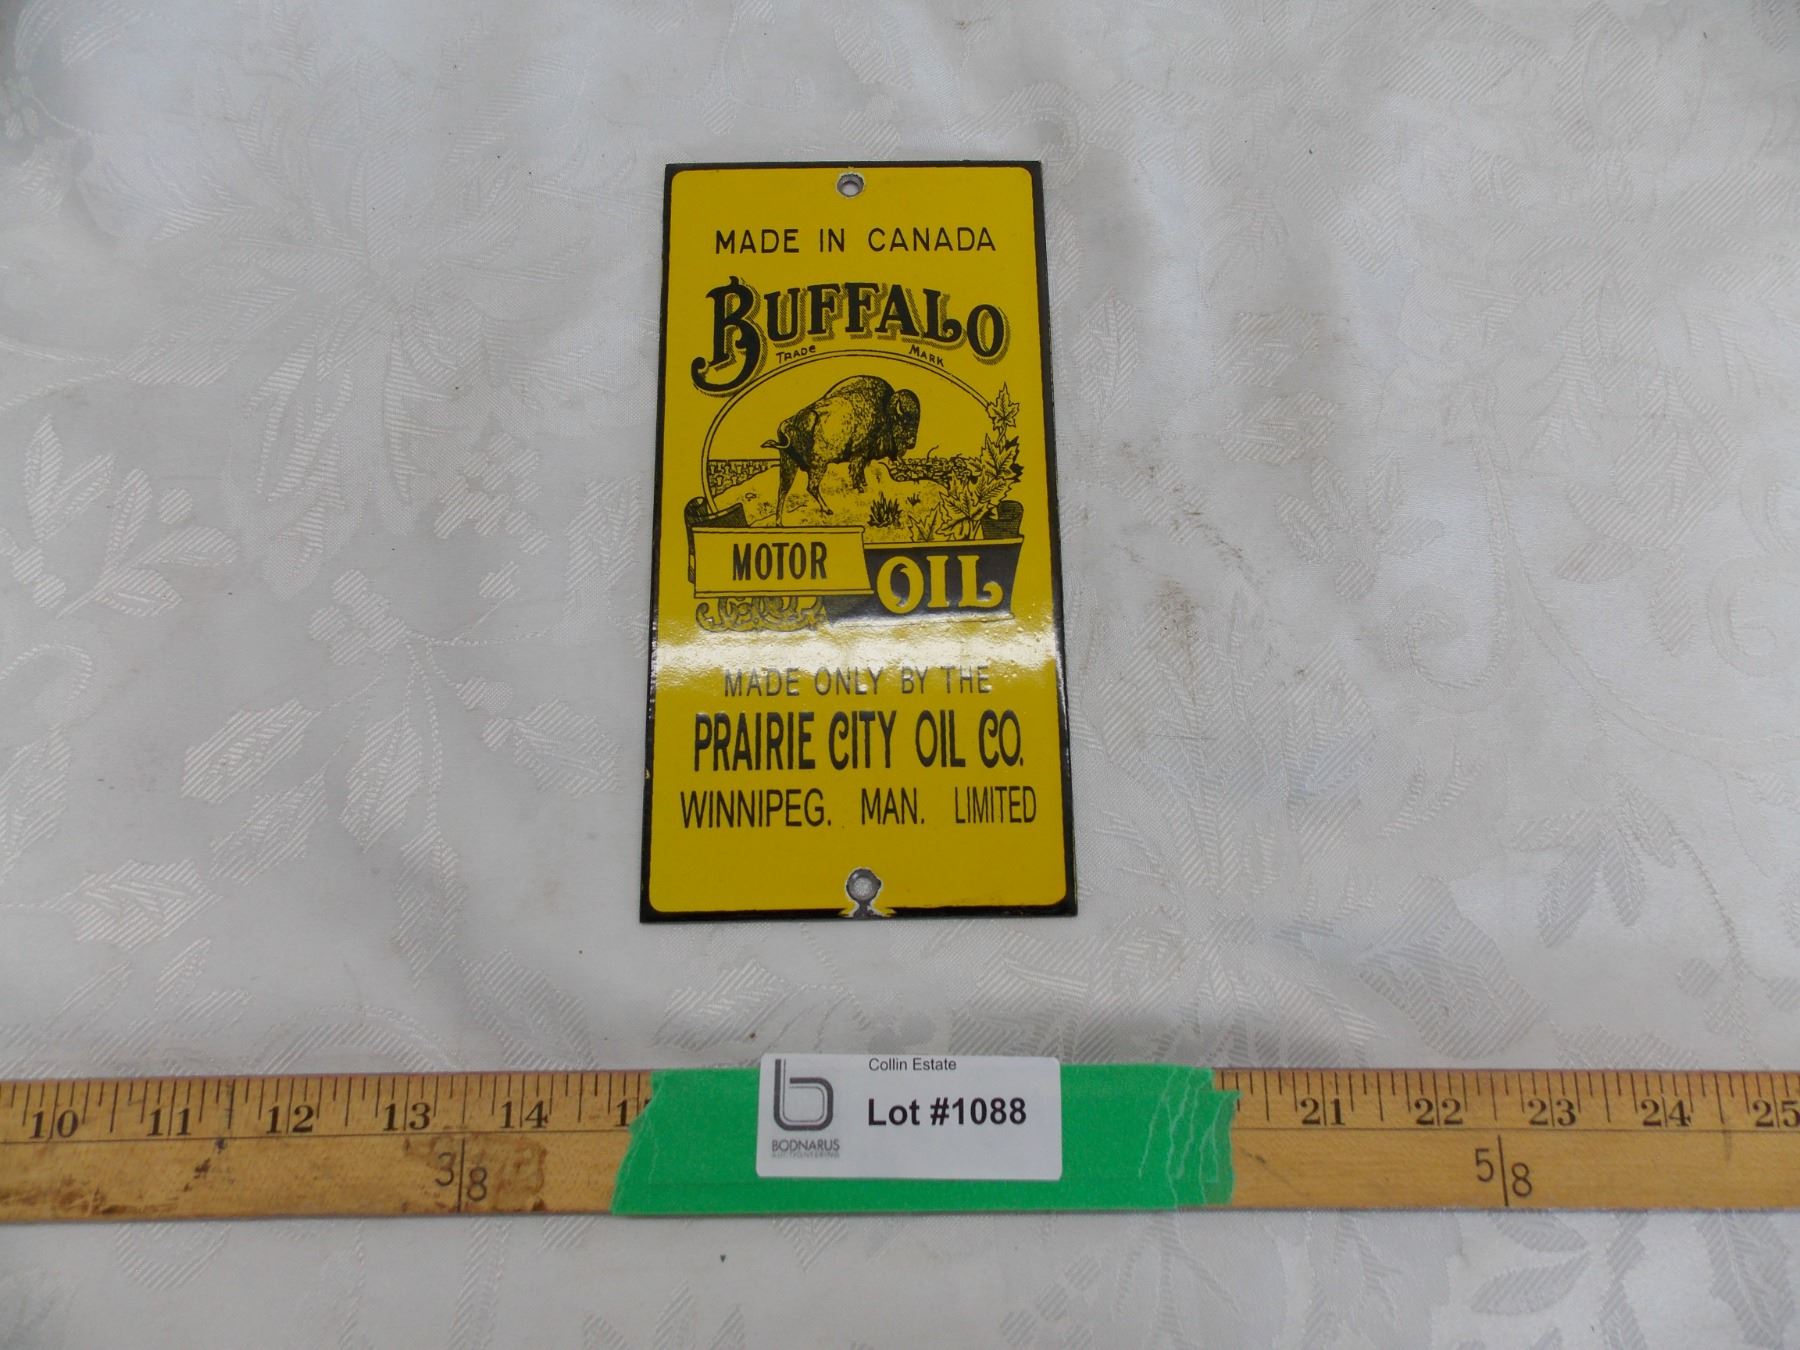 MADE IN CANADA
BUFFALO
TRADE MARK
MOTOR OIL
MADE ONLY BY THE
PRAIRIE CITY OIL CO.
WINNIPEG. MAN. LIMITED
Collin Estate
Lot #1088
BODNARUS
AUCTIONEERING
10 11 12 13 14 21 22 23 24 25
3|8 5|8